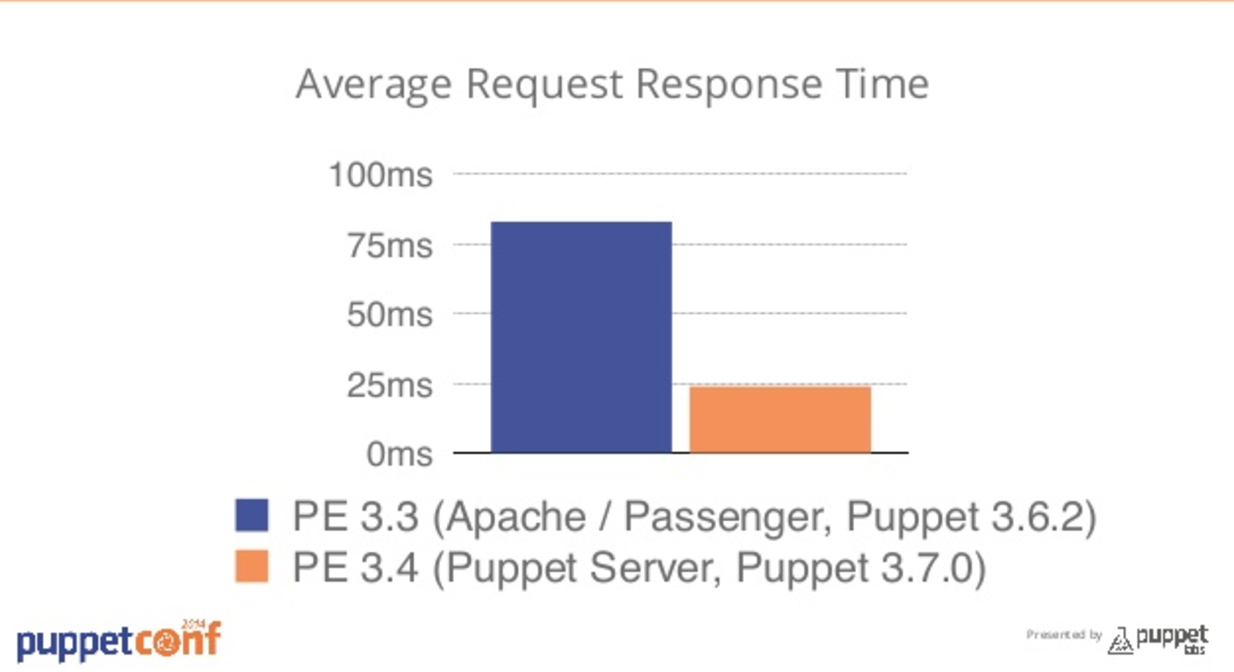 Average Request Response Time
100ms
75ms
50ms
25ms
0ms
PE 3.3 (Apache / Passenger, Puppet 3.6.2)
PE 3.4 (Puppet Server, Puppet 3.7.0)
2014
puppetconf
Presented by
puppet
labs